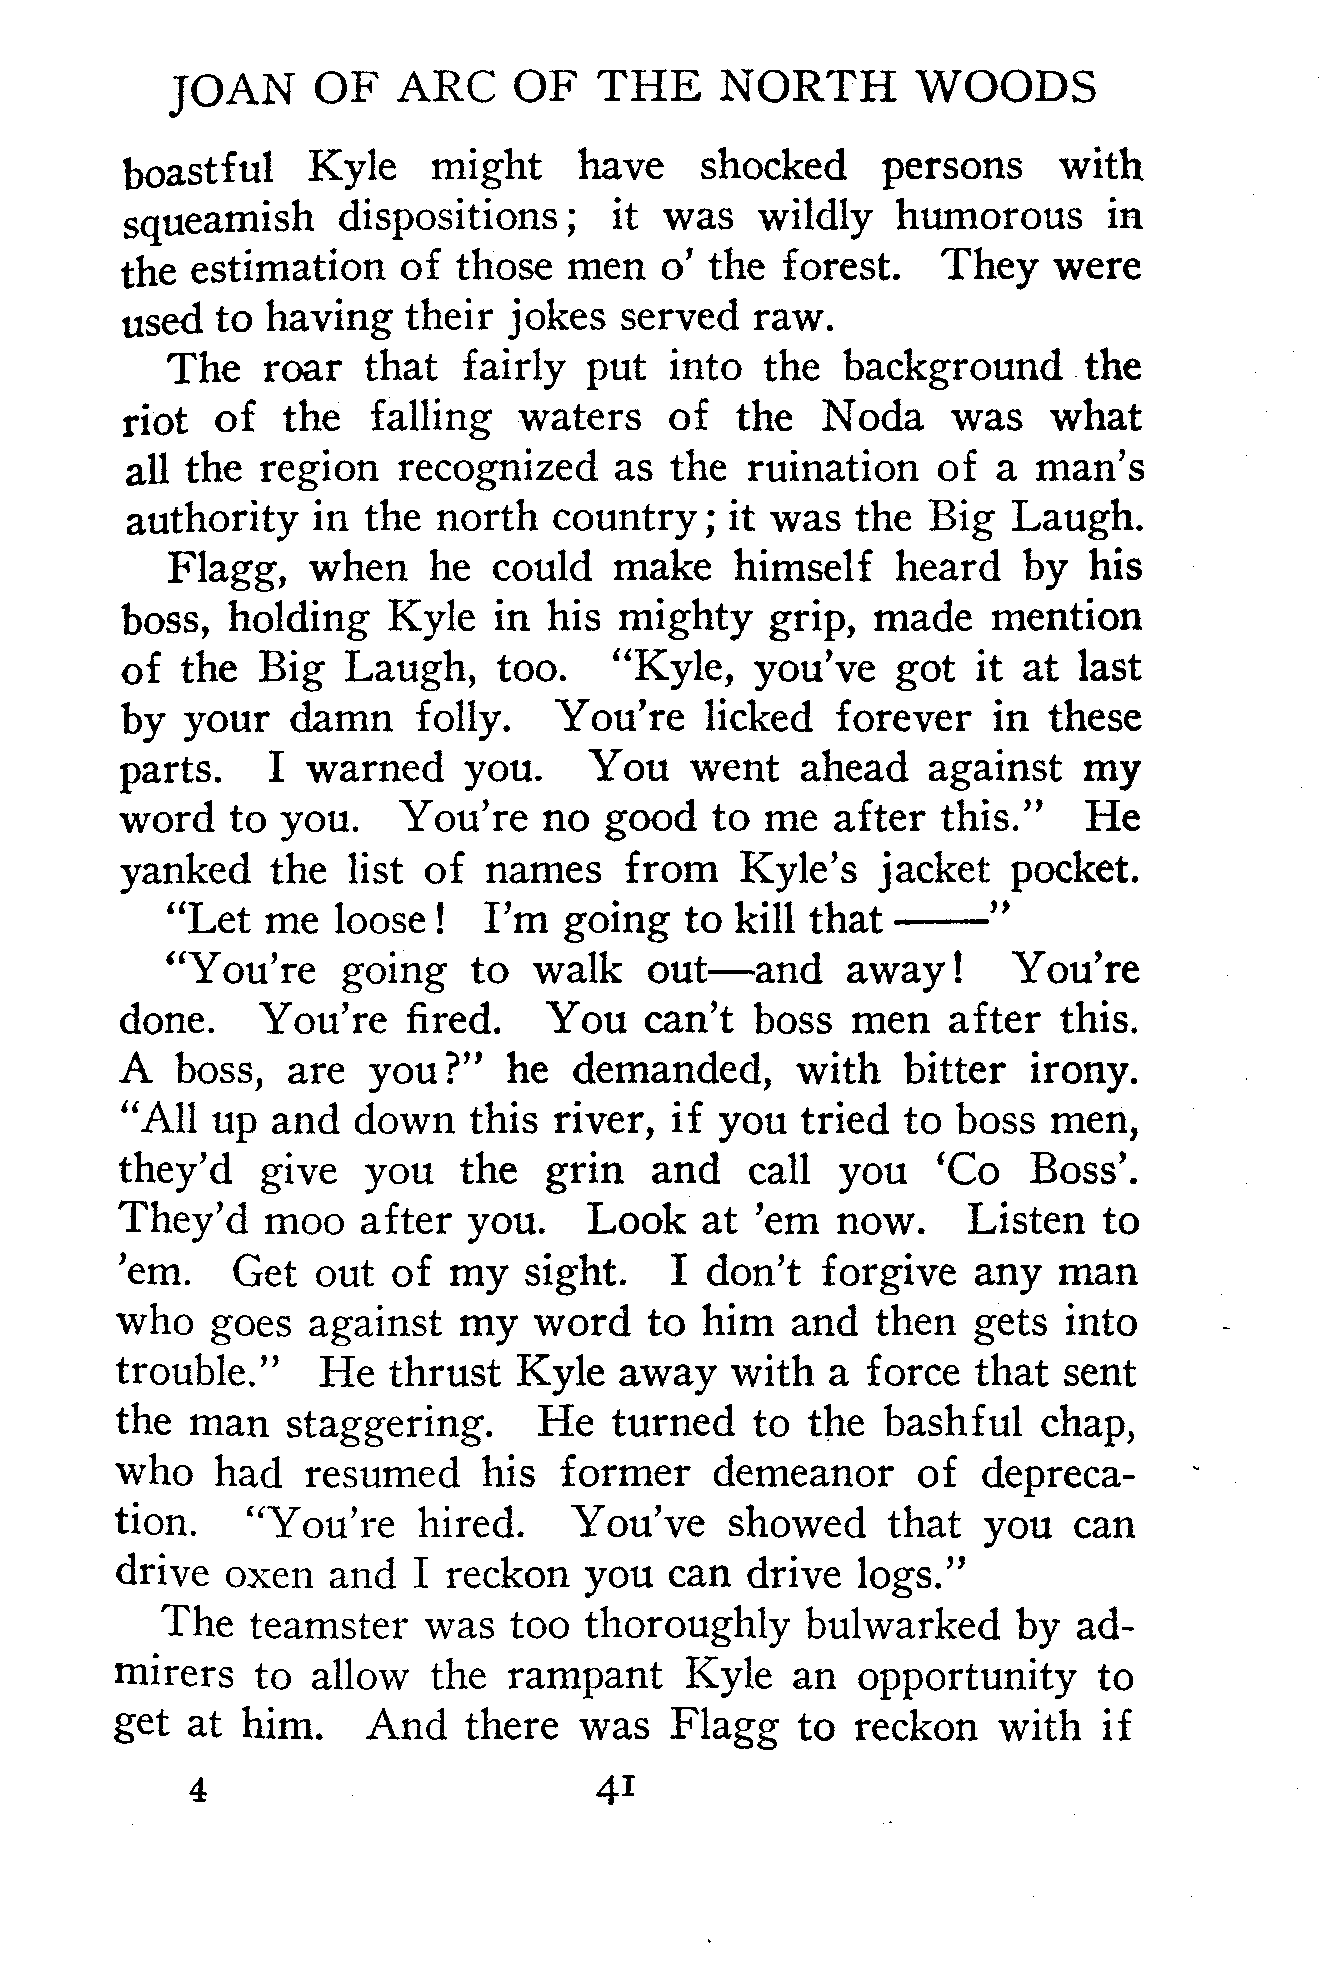 JOAN OF ARC OF THE NORTH WOODS
boastful Kyle might have shocked persons with
squeamish dispositions; it was wildly humorous in
the estimation of those men o' the forest. They were
used to having their jokes served raw.
The roar that fairly put into the background the
riot of the falling waters of the Noda was what
all the region recognized as the ruination of a man's
authority in the north country; it was the Big Laugh.
Flagg, when he could make himself heard by his
boss, holding Kyle in his mighty grip, made mention
of the Big Laugh, too. “Kyle, you've got it at last
by your damn folly. You're licked forever in these
parts. I warned you. You went ahead against my
word to you. You're no good to me after this.” He
yanked the list of names from Kyle's jacket pocket.
“Let me loose! I'm going to kill that ——”
“You're going to walk out—and away! You're
done. You're fired. You can't boss men after this.
A boss, are you?” he demanded, with bitter irony.
“All up and down this river, if you tried to boss men,
they'd give you the grin and call you ‘Co Boss’.
They'd moo after you. Look at ’em now. Listen to
’em. Get out of my sight. I don't forgive any man
who goes against my word to him and then gets into
trouble.” He thrust Kyle away with a force that sent
the man staggering. He turned to the bashful chap,
who had resumed his former demeanor of depreca-
tion. “You're hired. You've showed that you can
drive oxen and I reckon you can drive logs.”
The teamster was too thoroughly bulwarked by ad-
mirers to allow the rampant Kyle an opportunity to
get at him. And there was Flagg to reckon with if
4 41